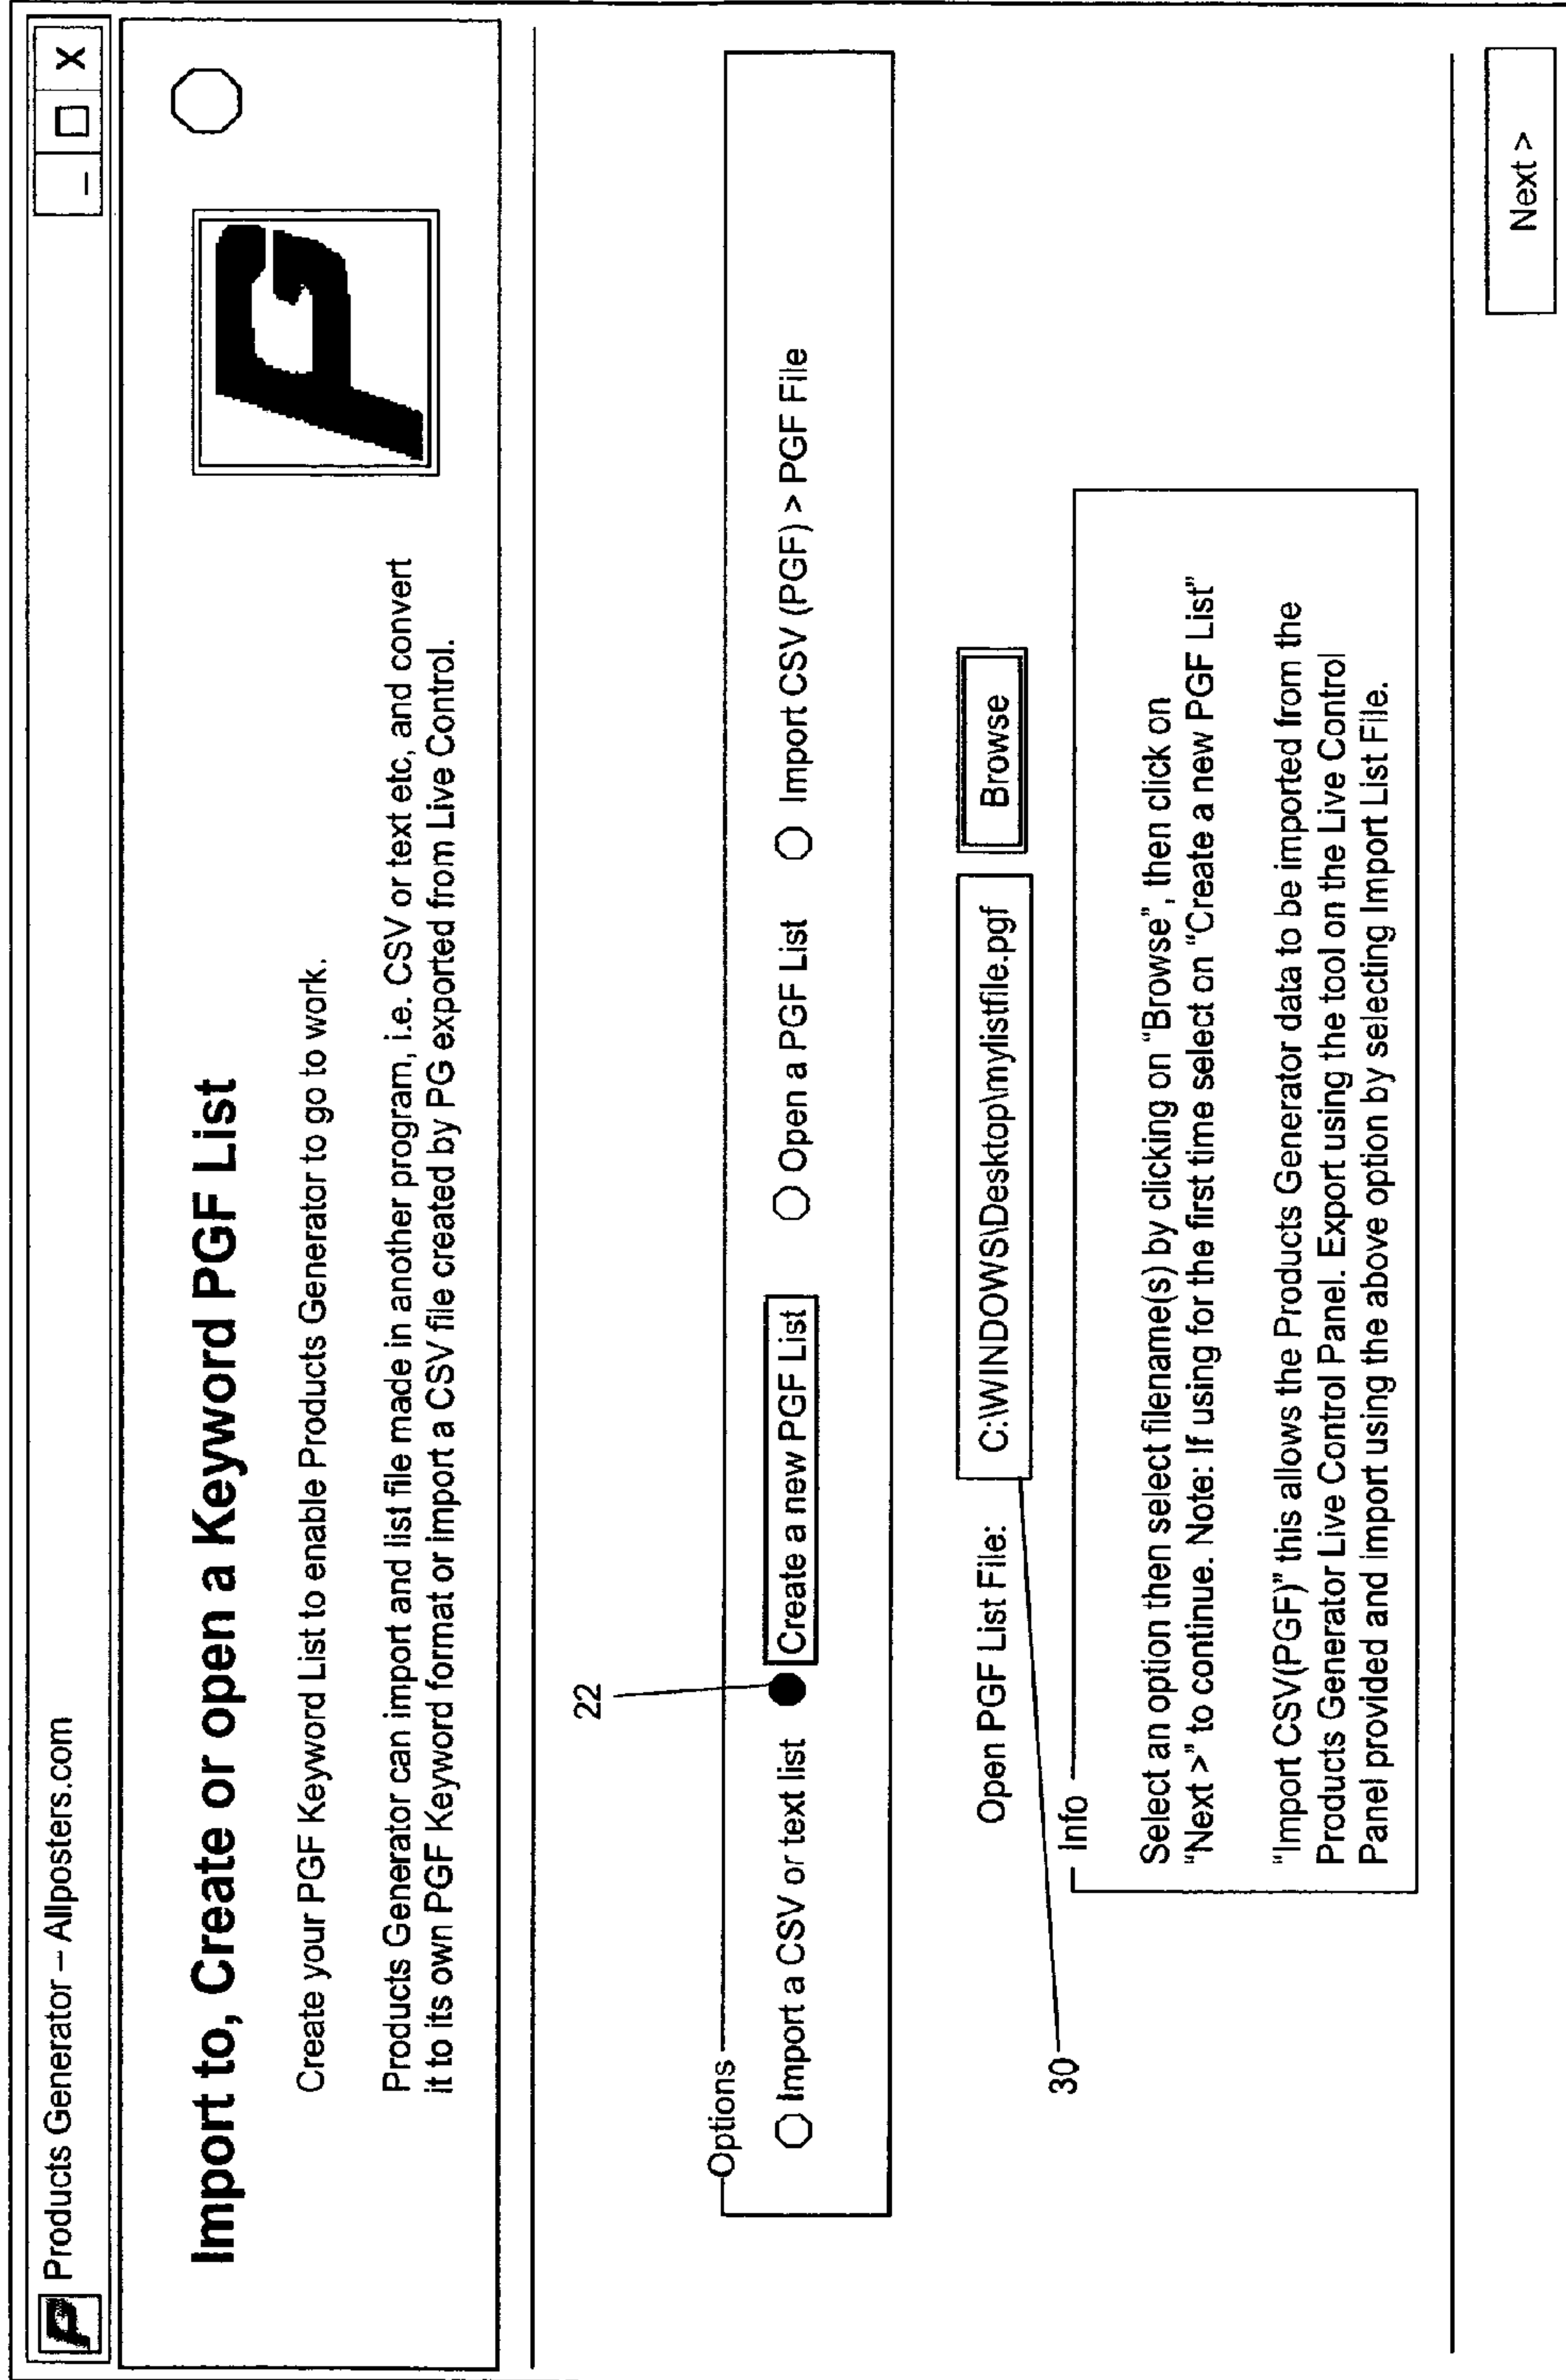 Products Generator – Allposters.com
_ □ X
PG
Import to, Create or open a Keyword PGF List
Create your PGF Keyword List to enable Products Generator to go to work.
Products Generator can import and list file made in another program, i.e. CSV or text etc, and convert
it to its own PGF Keyword format or import a CSV file created by PG exported from Live Control.
22
Options
Import a CSV or text list Create a new PGF List Open a PGF List Import CSV (PGF) > PGF File
Open PGF List File: C:\WINDOWS\Desktop\mylistfile.pgf Browse
30
Info
Select an option then select filename(s) by clicking on “Browse”, then click on
“Next >” to continue. Note: If using for the first time select on “Create a new PGF List”
“Import CSV(PGF)” this allows the Products Generator data to be imported from the
Products Generator Live Control Panel. Export using the tool on the Live Control
Panel provided and import using the above option by selecting Import List File.
Next >